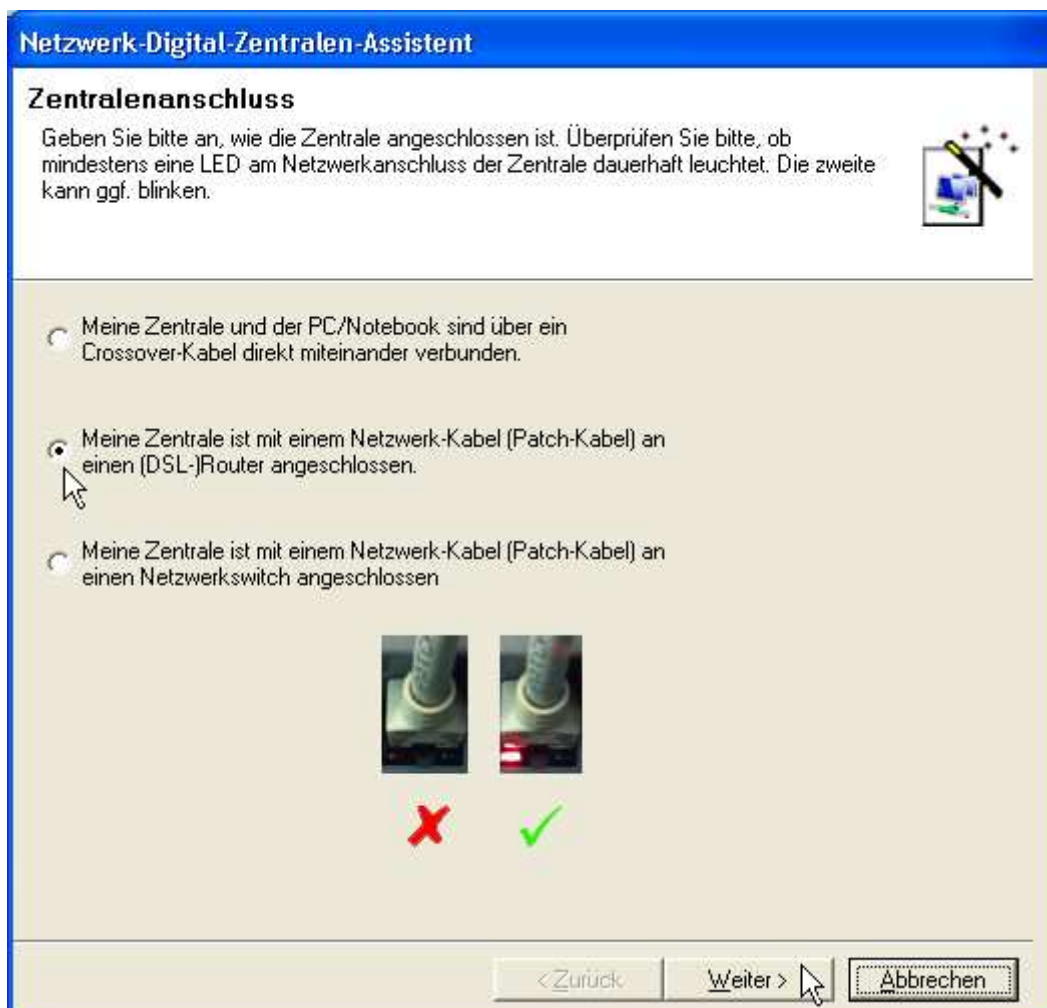 Netzwerk-Digital-Zentralen-Assistent
Zentralenanschluss
Geben Sie bitte an, wie die Zentrale angeschlossen ist. Überprüfen Sie bitte, ob
mindestens eine LED am Netzwerkanschluss der Zentrale dauerhaft leuchtet. Die zweite
kann ggf. blinken.
Meine Zentrale und der PC/Notebook sind über ein
Crossover-Kabel direkt miteinander verbunden.
Meine Zentrale ist mit einem Netzwerk-Kabel (Patch-Kabel) an
einen (DSL-)Router angeschlossen.
Meine Zentrale ist mit einem Netzwerk-Kabel (Patch-Kabel) an
einen Netzwerkswitch angeschlossen
< Zurück
Weiter >
Abbrechen